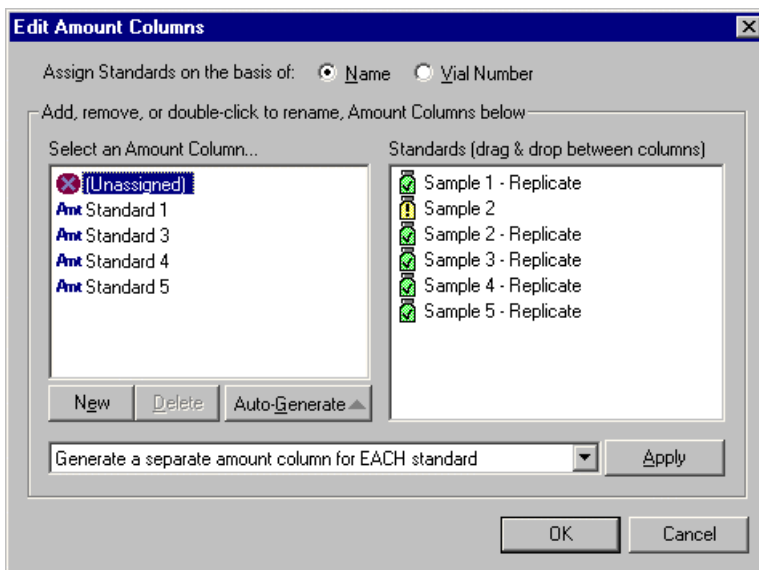 Edit Amount Columns
Assign Standards on the basis of: Name Vial Number
Add, remove, or double-click to rename, Amount Columns below
Select an Amount Column...
(Unassigned)
Amt Standard 1
Amt Standard 3
Amt Standard 4
Amt Standard 5
New Delete Auto-Generate
Standards (drag & drop between columns)
Sample 1 - Replicate
Sample 2
Sample 2 - Replicate
Sample 3 - Replicate
Sample 4 - Replicate
Sample 5 - Replicate
Generate a separate amount column for EACH standard Apply
OK Cancel